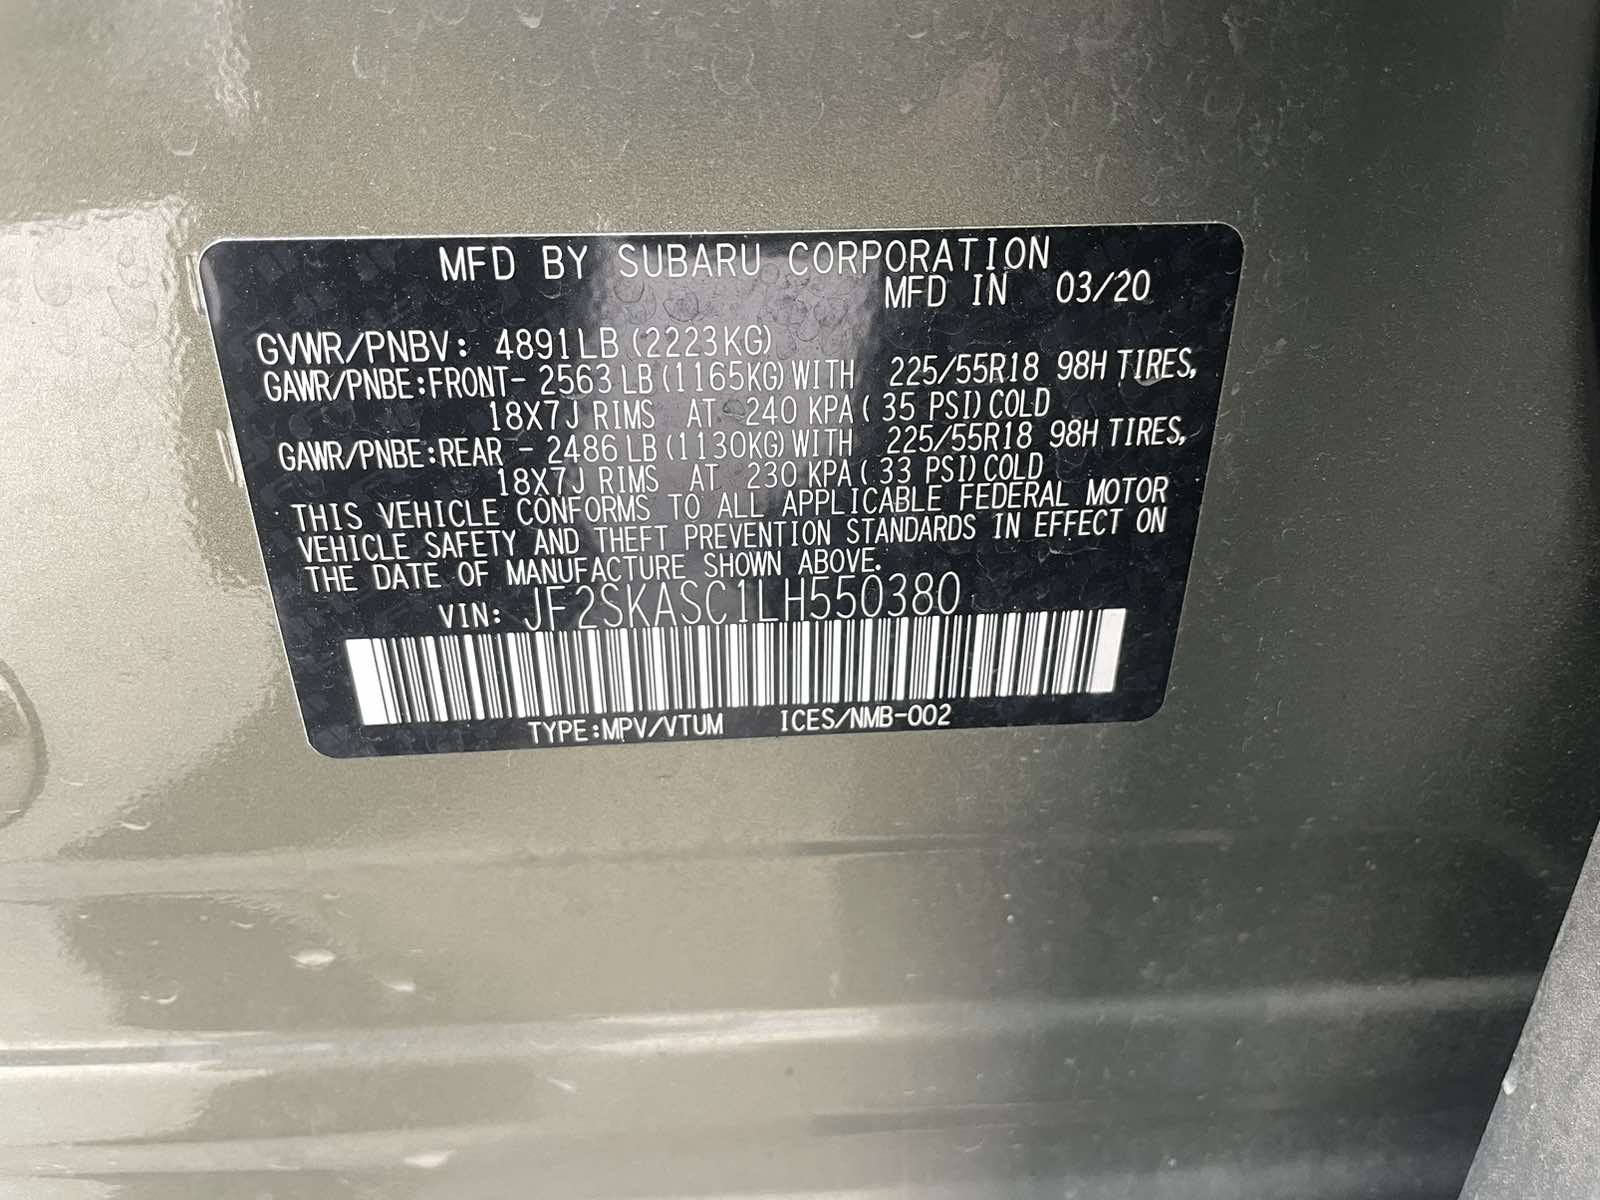 MFD BY SUBARU CORPORATION
MFD IN 03/20
GVWR/PNBV: 4891LB (2223KG)
GAWR/PNBE:FRONT- 2563LB(1165KG)WITH 225/55R18 98H TIRES,
18X7J RIMS AT 240 KPA( 35 PSI)COLD
GAWR/PNBE:REAR - 2486LB(1130KG)WITH 225/55R18 98H TIRES,
18X7J RIMS AT 230 KPA( 33 PSI)COLD
THIS VEHICLE CONFORMS TO ALL APPLICABLE FEDERAL MOTOR
VEHICLE SAFETY AND THEFT PREVENTION STANDARDS IN EFFECT ON
THE DATE OF MANUFACTURE SHOWN ABOVE.
VIN: JF2SKASC1LH550380
TYPE:MPV/VTUM ICES/NMB-002